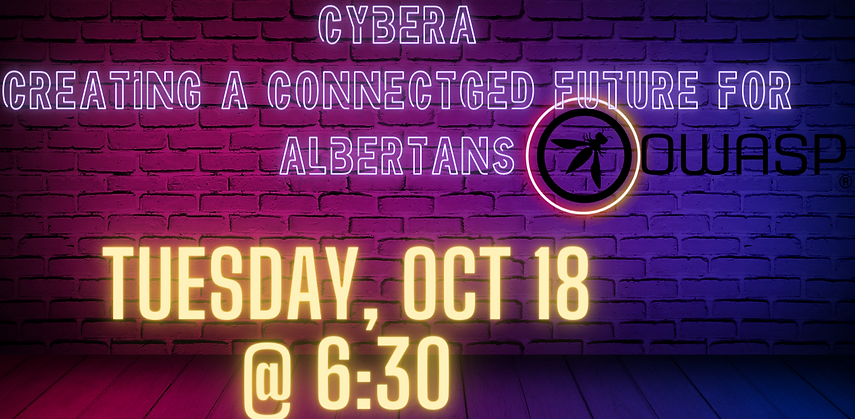 CYBERA
CREATING A CONNECTGED FUTURE FOR
ALBERTANS
OWASP®
TUESDAY, OCT 18
@ 6:30